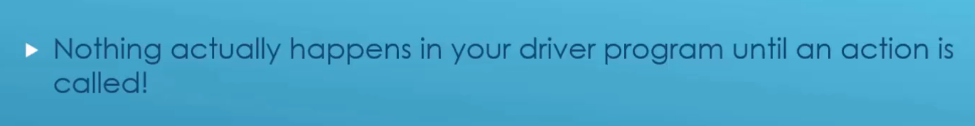 Nothing actually happens in your driver program until an action is
called!